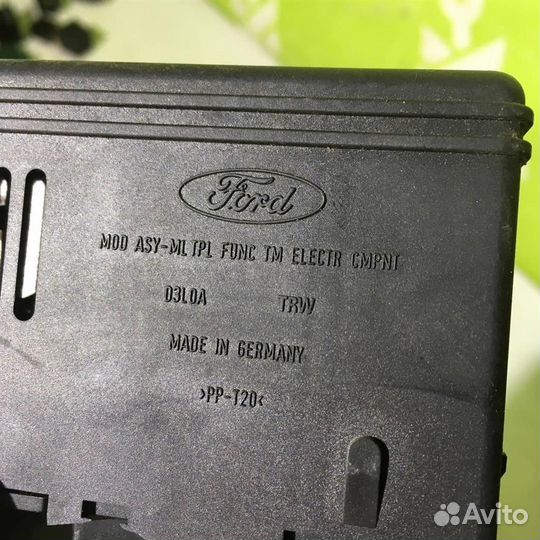 Ford
MOD ASY-MLTPL FUNC TM ELECTR CMPNT
03L0A TRW
MADE IN GERMANY
>PP-T20<
Avito